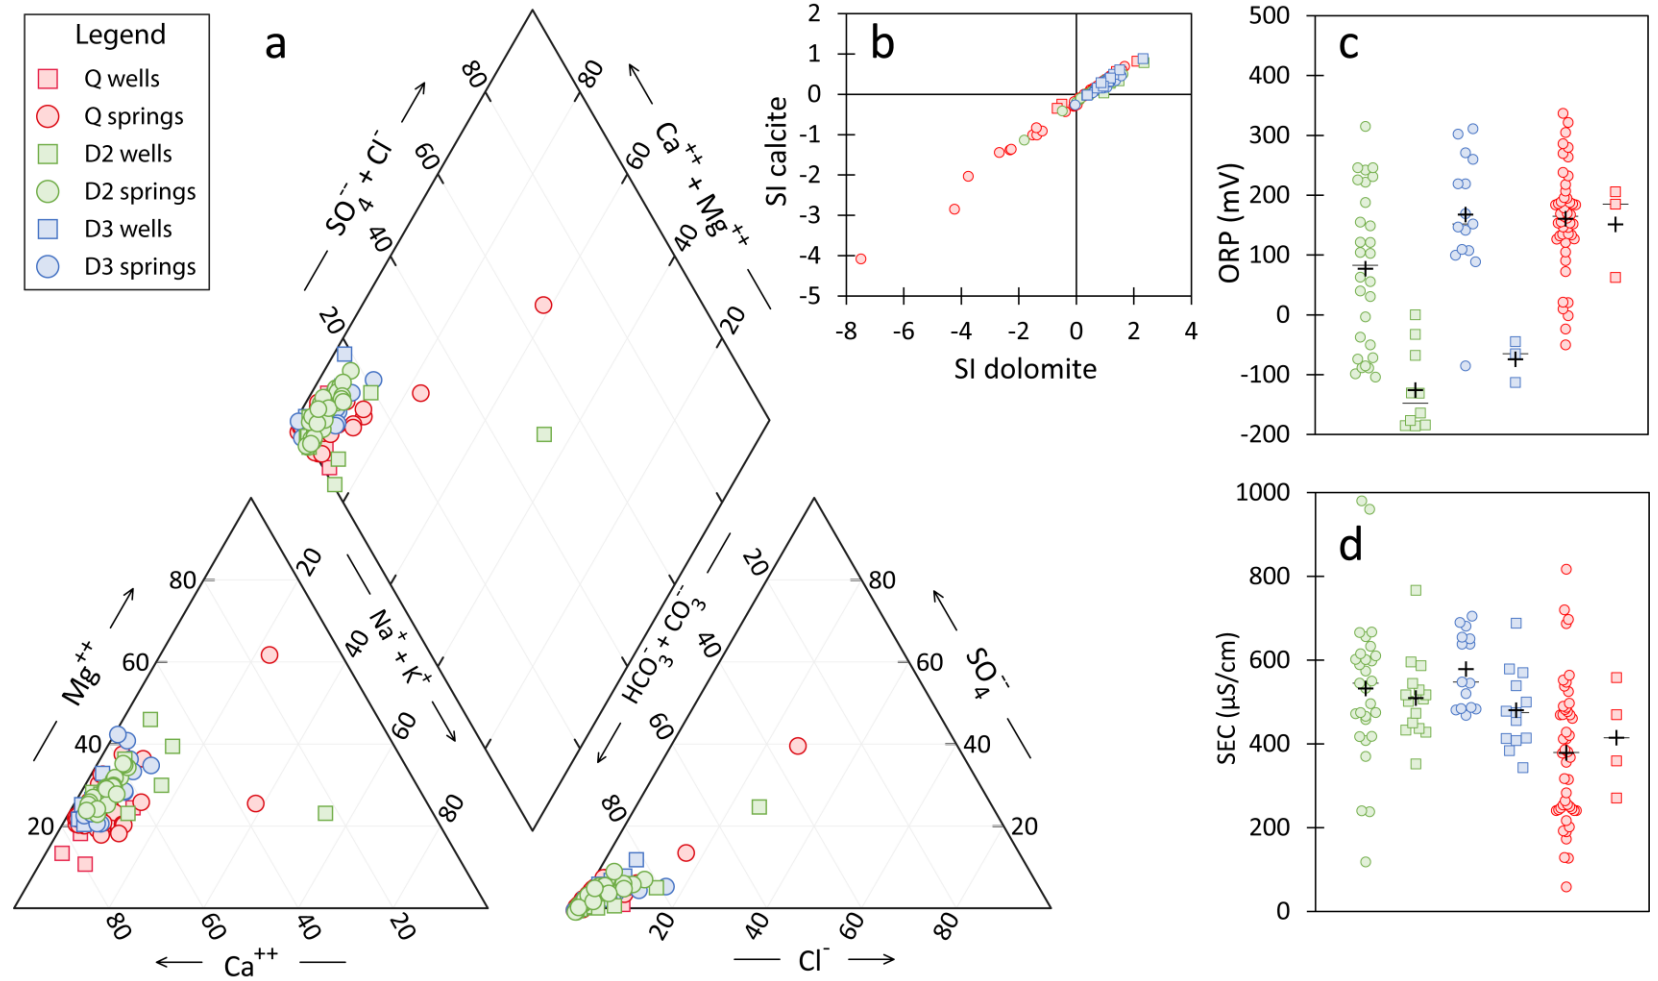 Legend
Q wells
Q springs
D2 wells
D2 springs
D3 wells
D3 springs
a
80
80
60
60
40
40
20
20
SO4-- + Cl-
Ca++ + Mg++
Na+ + K+
HCO3- + CO3--
Mg++
80
60
40
20
20
40
60
80
80
60
40
20
Ca++
SO4--
20
40
60
80
80
60
40
20
20
40
60
80
Cl-
b
SI calcite
2
1
0
-1
-2
-3
-4
-5
-8
-6
-4
-2
0
2
4
SI dolomite
c
ORP (mV)
500
400
300
200
100
0
-100
-200
d
SEC (µS/cm)
1000
800
600
400
200
0